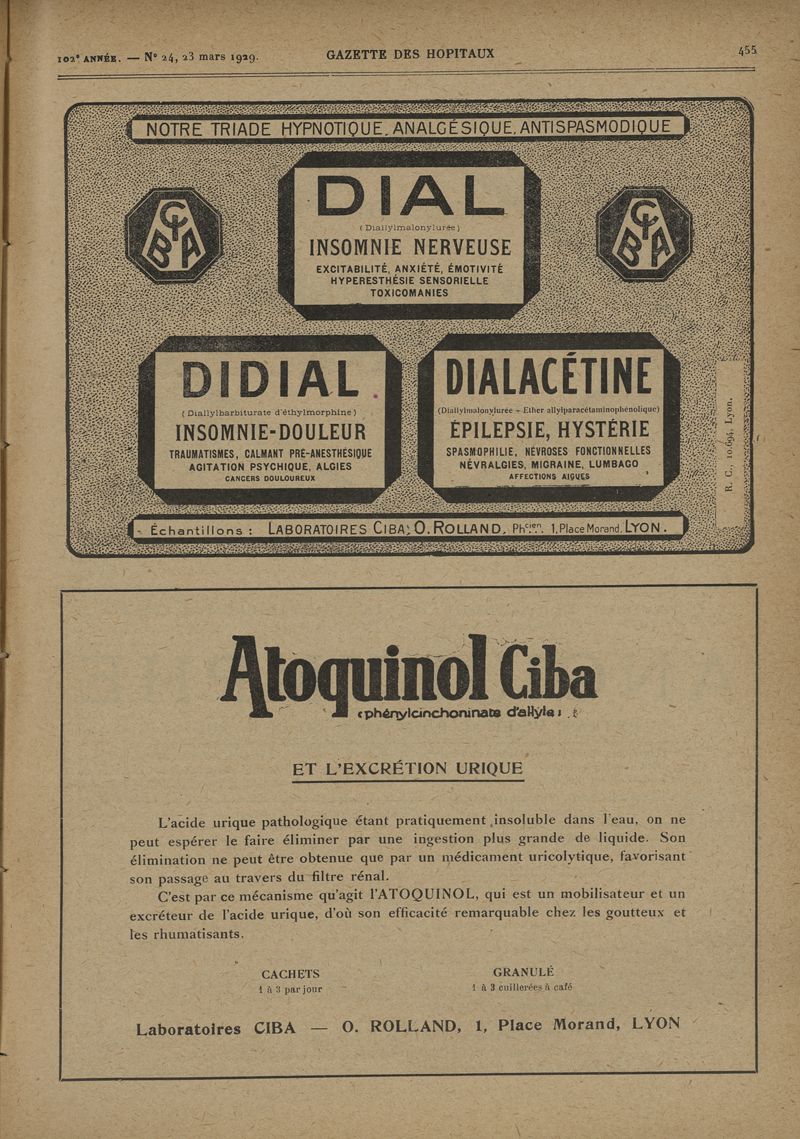 102e ANNÉE. — N° 24, 23 mars 1929.
GAZETTE DES HOPITAUX
455
NOTRE TRIADE HYPNOTIQUE, ANALGÉSIQUE, ANTISPASMODIQUE
CIBA
DIAL
(Diallylmalonylurée)
INSOMNIE NERVEUSE
EXCITABILITÉ, ANXIÉTÉ, ÉMOTIVITÉ
HYPERESTHÉSIE SENSORIELLE
TOXICOMANIES
CIBA
DIDIAL
(Diallylbarbiturate d'éthylmorphine)
INSOMNIE-DOULEUR
TRAUMATISMES, CALMANT PRÉ-ANESTHÉSIQUE
AGITATION PSYCHIQUE, ALGIES
CANCERS DOULOUREUX
DIALACÉTINE
(Diallylmalonylurée + Ether allylparacétaminophénolique)
ÉPILEPSIE, HYSTÉRIE
SPASMOPHILIE, NÉVROSES FONCTIONNELLES
NÉVRALGIES, MIGRAINE, LUMBAGO
AFFECTIONS AIGUËS
R. C., 10.694, Lyon.
Échantillons : LABORATOIRES CIBA, O. ROLLAND, Phcien, 1, Place Morand, LYON.
Atoquinol Ciba
(phénylcinchoninate d'allyle)
ET L'EXCRÉTION URIQUE
L'acide urique pathologique étant pratiquement insoluble dans l'eau, on ne
peut espérer le faire éliminer par une ingestion plus grande de liquide. Son
élimination ne peut être obtenue que par un médicament uricolytique, favorisant
son passage au travers du filtre rénal.
C'est par ce mécanisme qu'agit l'ATOQUINOL, qui est un mobilisateur et un
excréteur de l'acide urique, d'où son efficacité remarquable chez les goutteux et
les rhumatisants.
CACHETS
1 à 3 par jour
GRANULÉ
1 à 3 cuillerées à café
Laboratoires CIBA — O. ROLLAND, 1, Place Morand, LYON